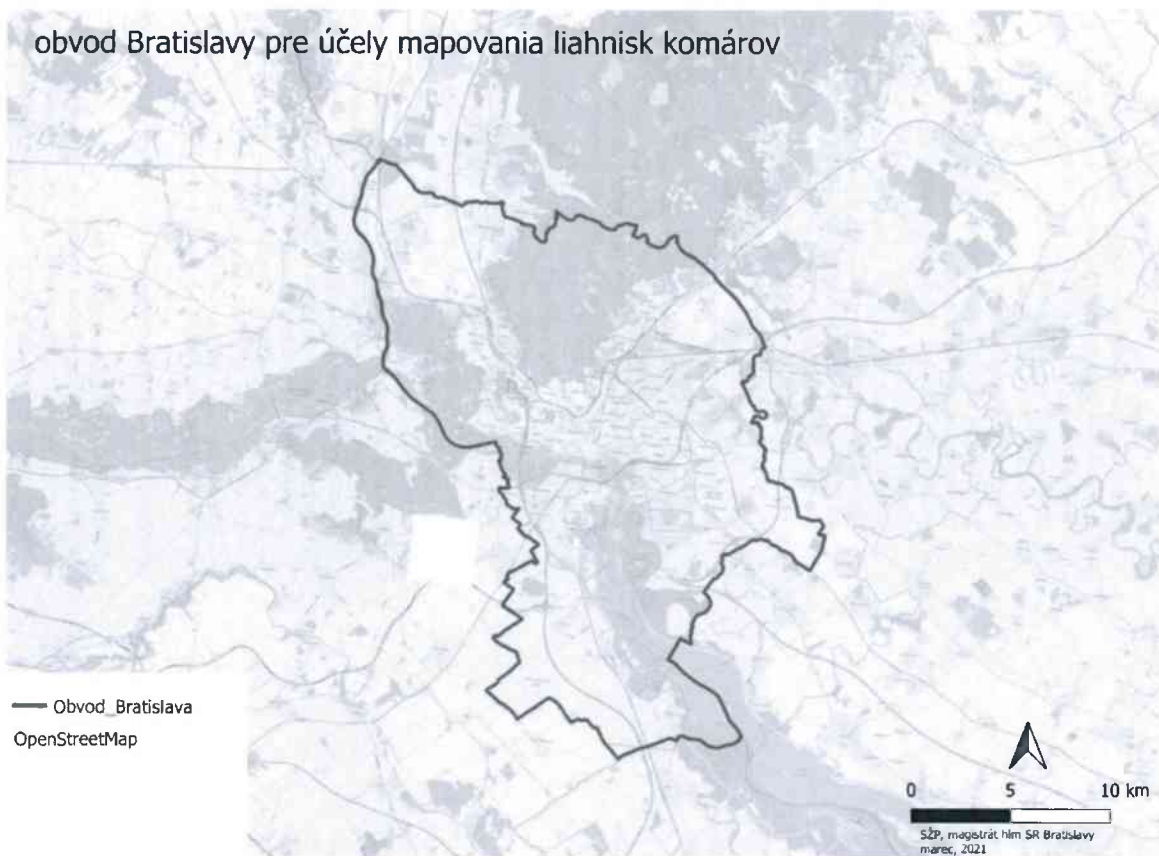 obvod Bratislavy pre účely mapovania liahnisk komárov
Obvod_Bratislava
OpenStreetMap
0 5 10 km
SŽP, magistrát hlm SR Bratislavy
marec, 2021